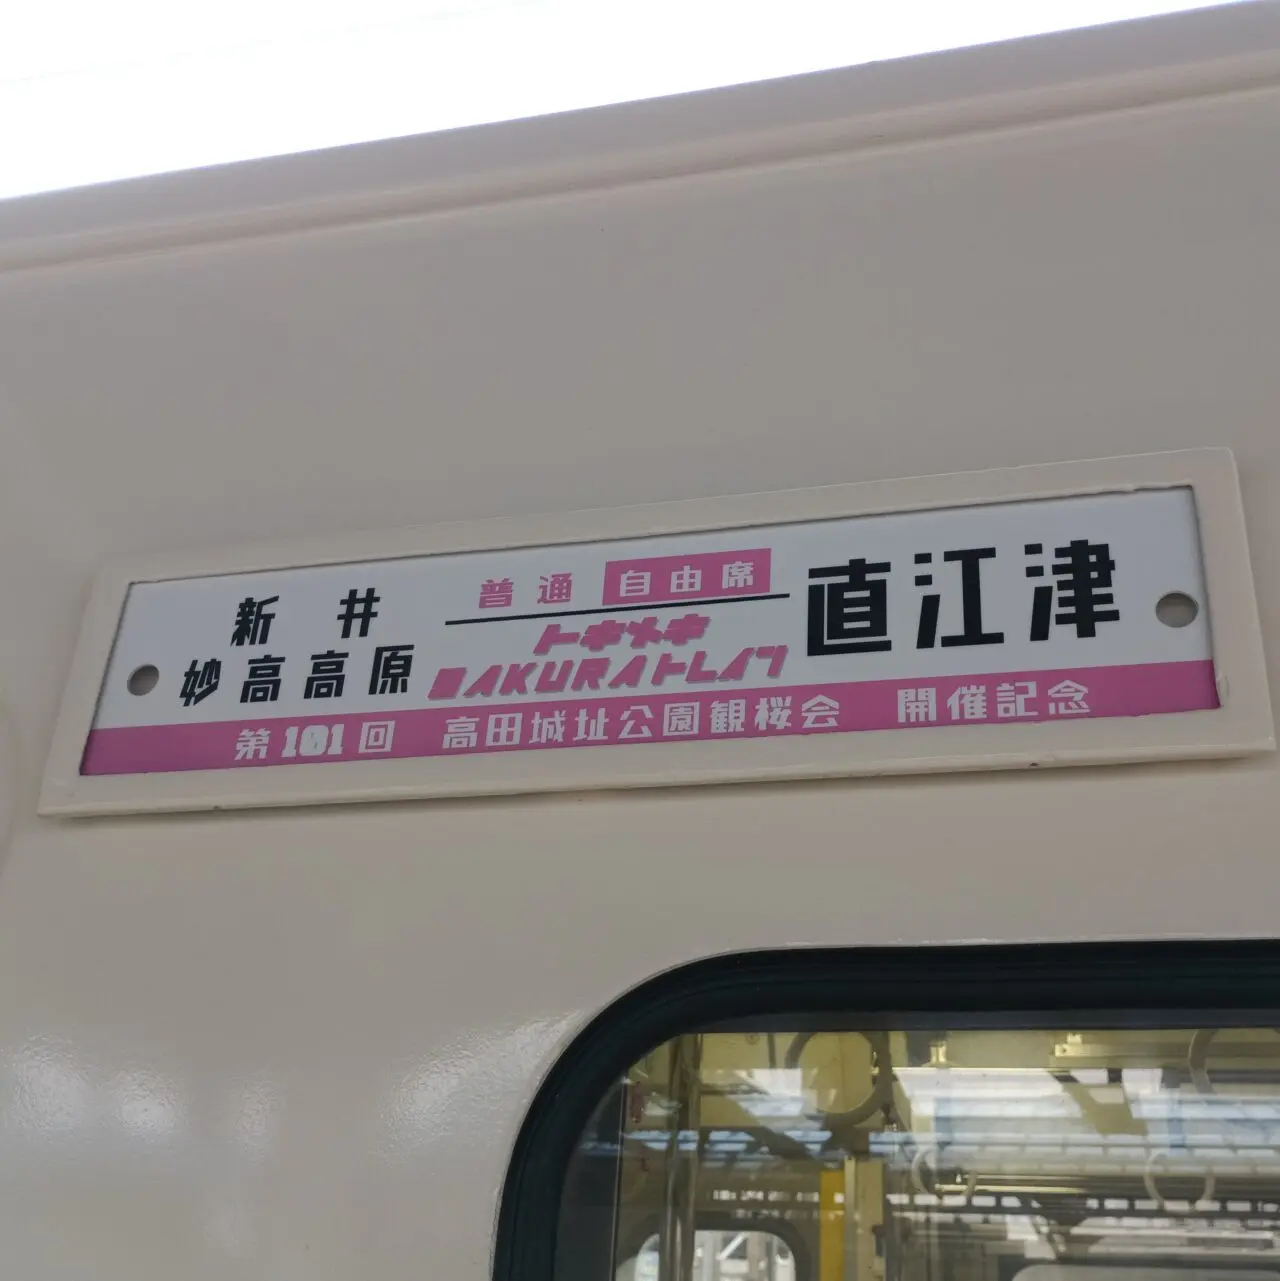 新井
妙高高原
普通 自由席
トキメキ
SAKURAトレイン
直江津
第101回 高田城址公園観桜会 開催記念